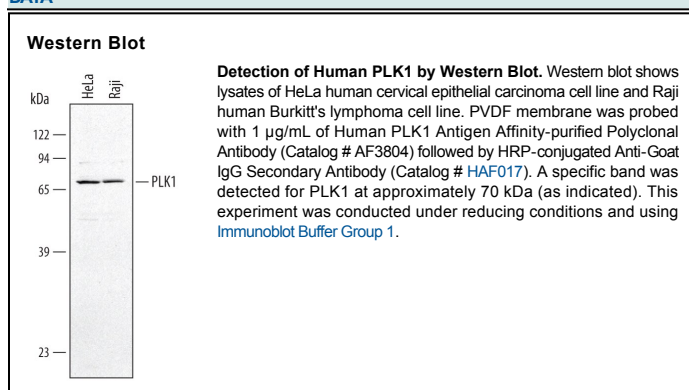 DATA
Western Blot
kDa
HeLa
Raji
122
94
65
39
23
PLK1
Detection of Human PLK1 by Western Blot. Western blot shows
lysates of HeLa human cervical epithelial carcinoma cell line and Raji
human Burkitt's lymphoma cell line. PVDF membrane was probed
with 1 µg/mL of Human PLK1 Antigen Affinity-purified Polyclonal
Antibody (Catalog # AF3804) followed by HRP-conjugated Anti-Goat
IgG Secondary Antibody (Catalog # HAF017). A specific band was
detected for PLK1 at approximately 70 kDa (as indicated). This
experiment was conducted under reducing conditions and using
Immunoblot Buffer Group 1.